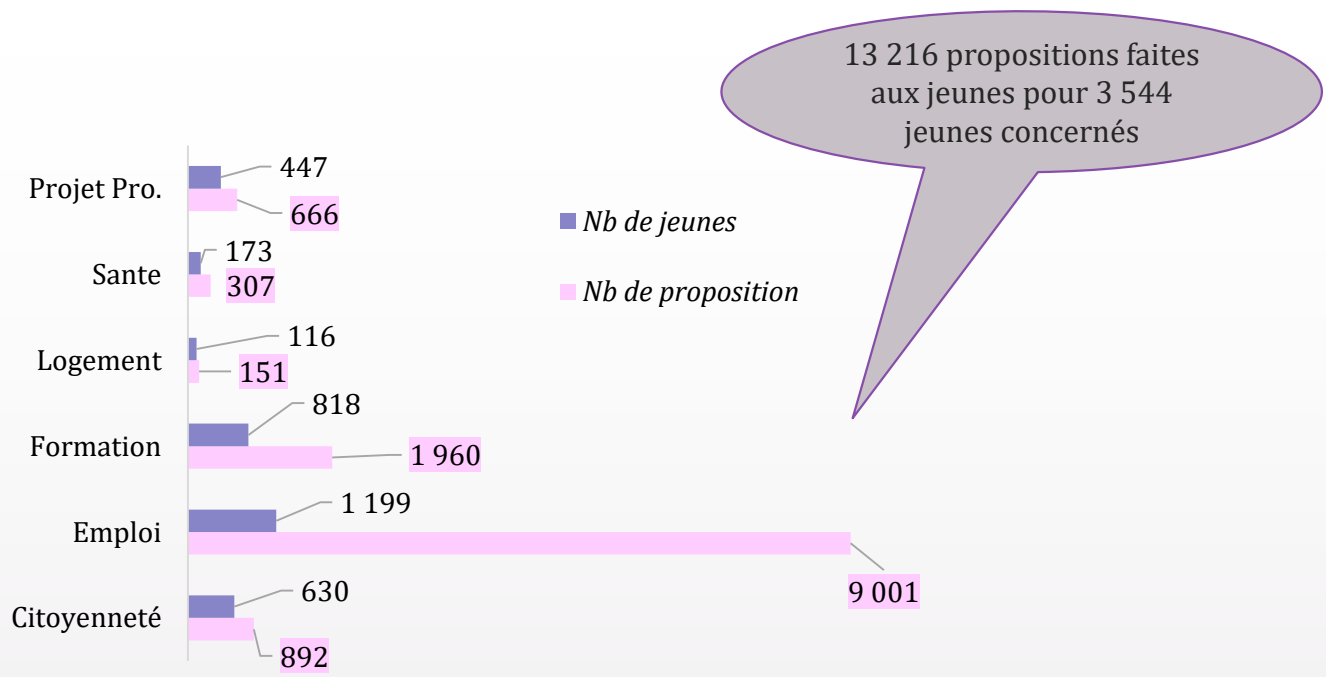 13 216 propositions faites
aux jeunes pour 3 544
jeunes concernés
Projet Pro.
447
666
Nb de jeunes
Sante
173
307
Nb de proposition
Logement
116
151
Formation
818
1 960
Emploi
1 199
9 001
Citoyenneté
630
892